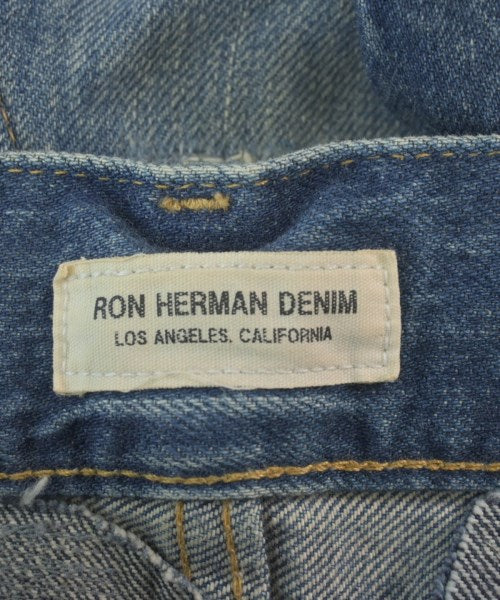 RON HERMAN DENIM
LOS ANGELES. CALIFORNIA